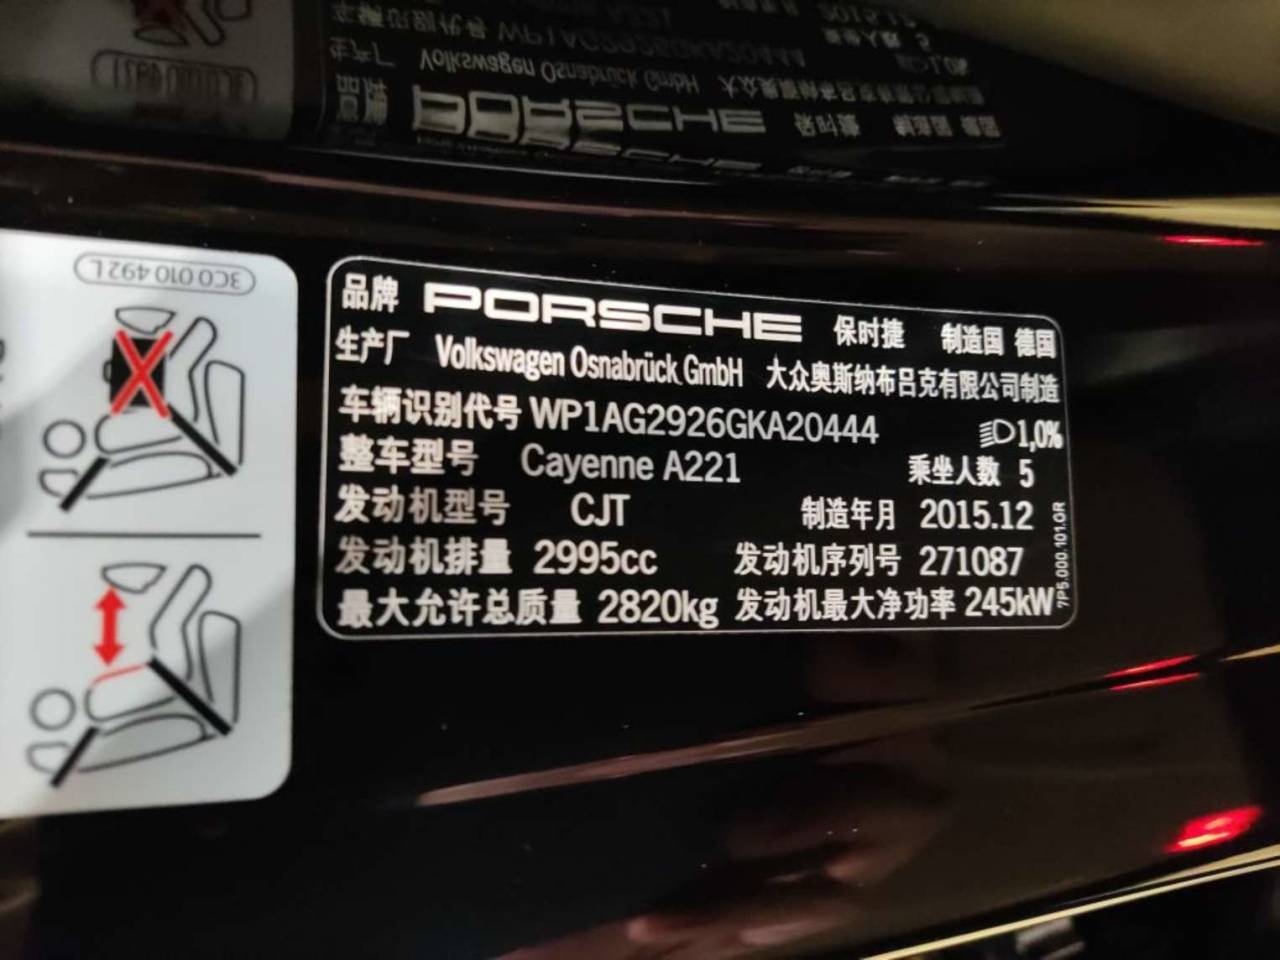 3C0 010 492 L
品牌 PORSCHE 保时捷 制造国 德国
生产厂 Volkswagen Osnabrück GmbH 大众奥斯纳布吕克有限公司制造
车辆识别代号 WP1AG2926GKA20444 1,0%
整车型号 Cayenne A221 乘坐人数 5
发动机型号 CJT 制造年月 2015.12
发动机排量 2995cc 发动机序列号 271087
最大允许总质量 2820kg 发动机最大净功率 245kW
7P5.000.101.GR